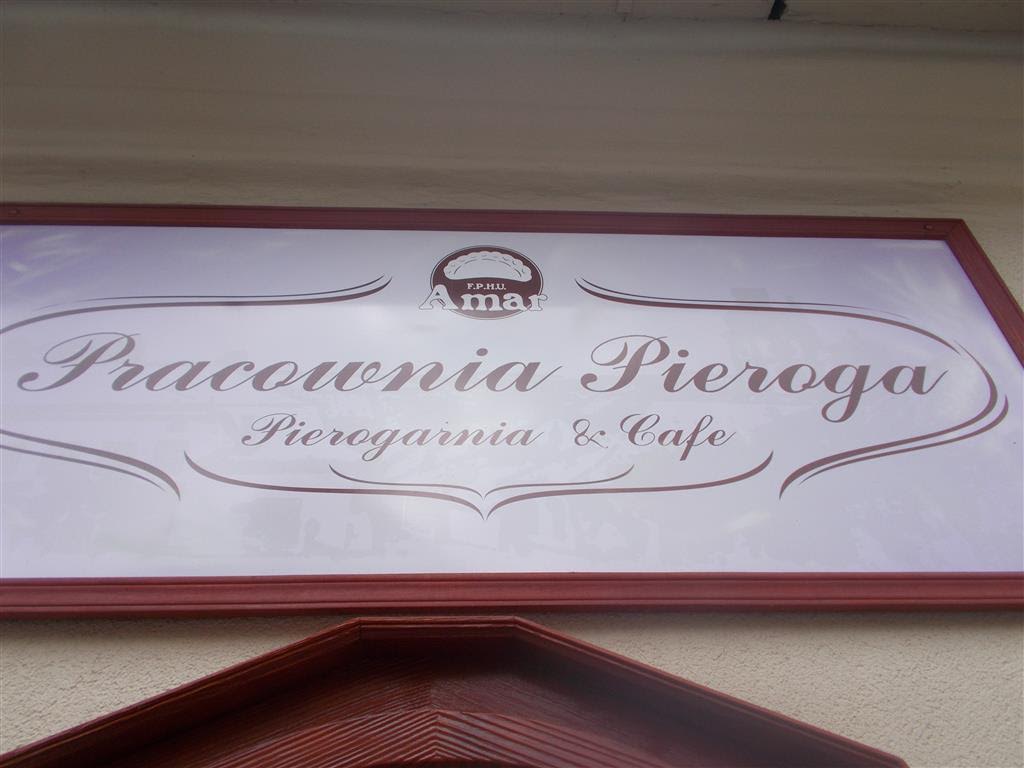 F.P.H.U.
Amar
Pracownia Pieroga
Pierogarnia & Cafe